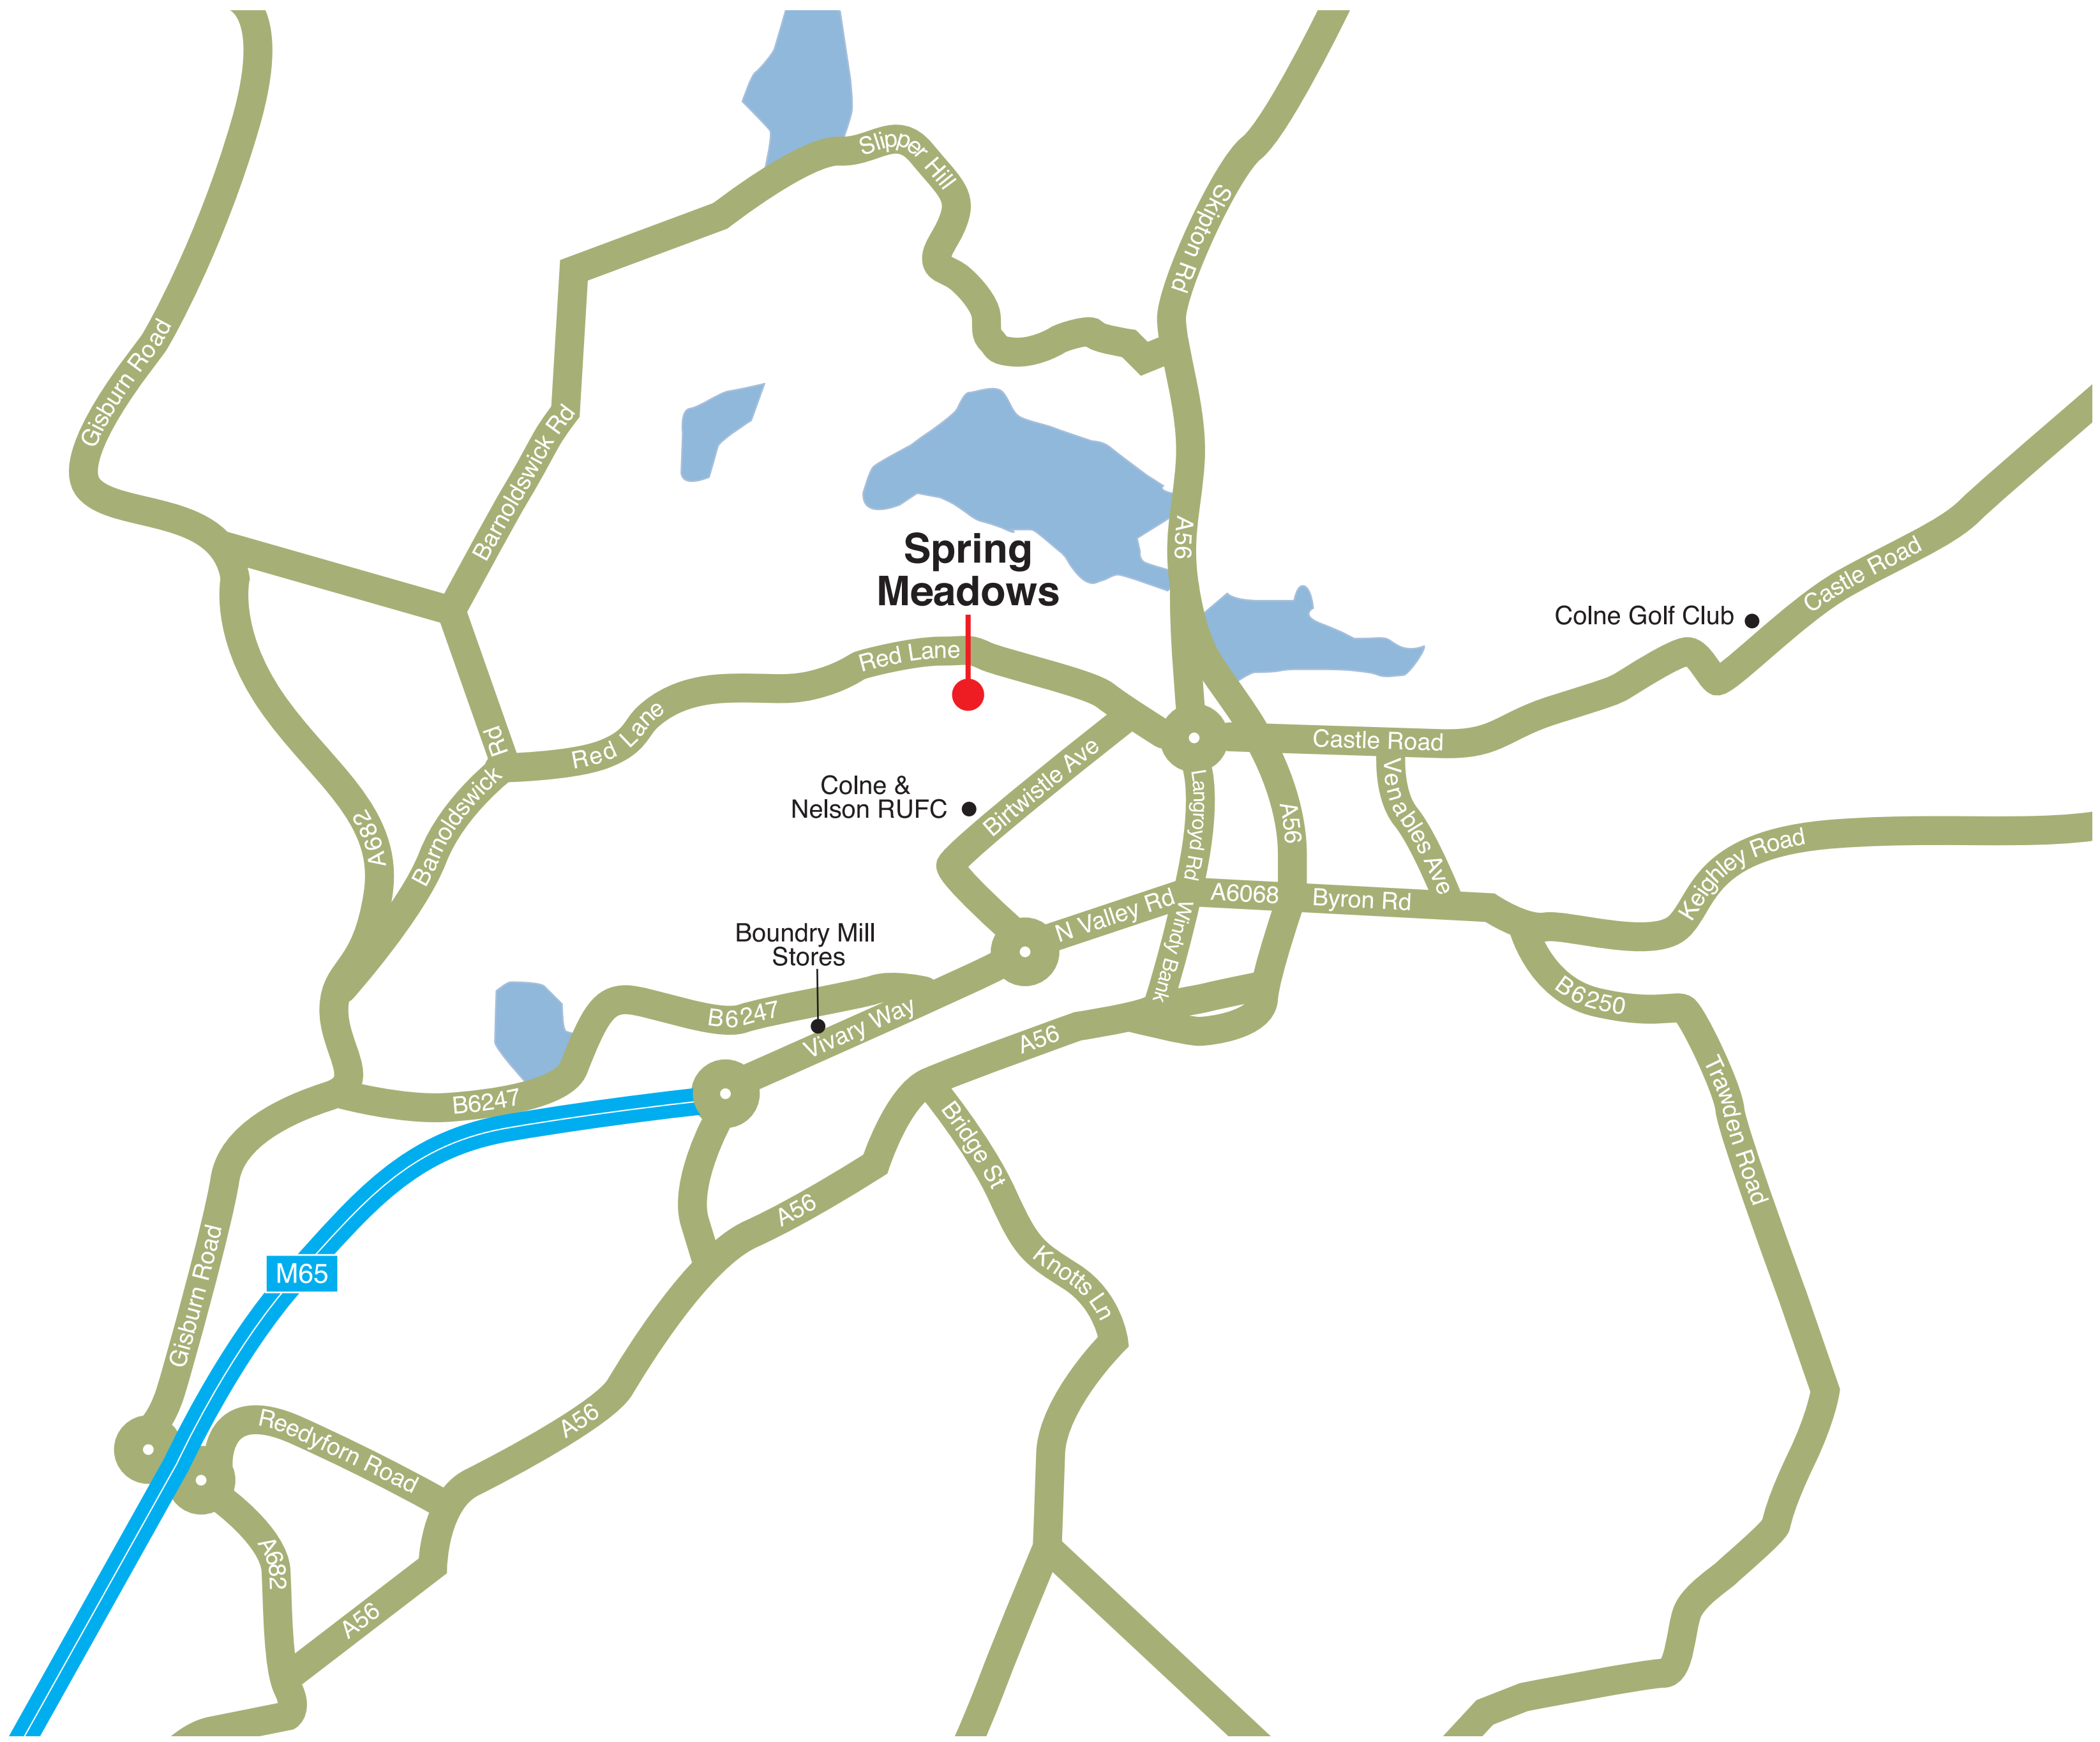 Slipper Hill
Skipton Rd
Gisburn Road
Barnoldswick Rd
A56
Spring
Meadows
Castle Road
Colne Golf Club
Red Lane
Red Lane
Barnoldswick Rd
Castle Road
Birtwistle Ave
Colne &
Nelson RUFC
Langroyd Rd
A56
Venables Ave
A682
Keighley Road
A6068
Byron Rd
N Valley Rd
Windy Bank
Boundry Mill
Stores
B6247
Vivary Way
A56
B6250
B6247
Bridge St
Trawden Road
A56
Knotts Ln
Gisburn Road
M65
Reedyforn Road
A56
A682
A56